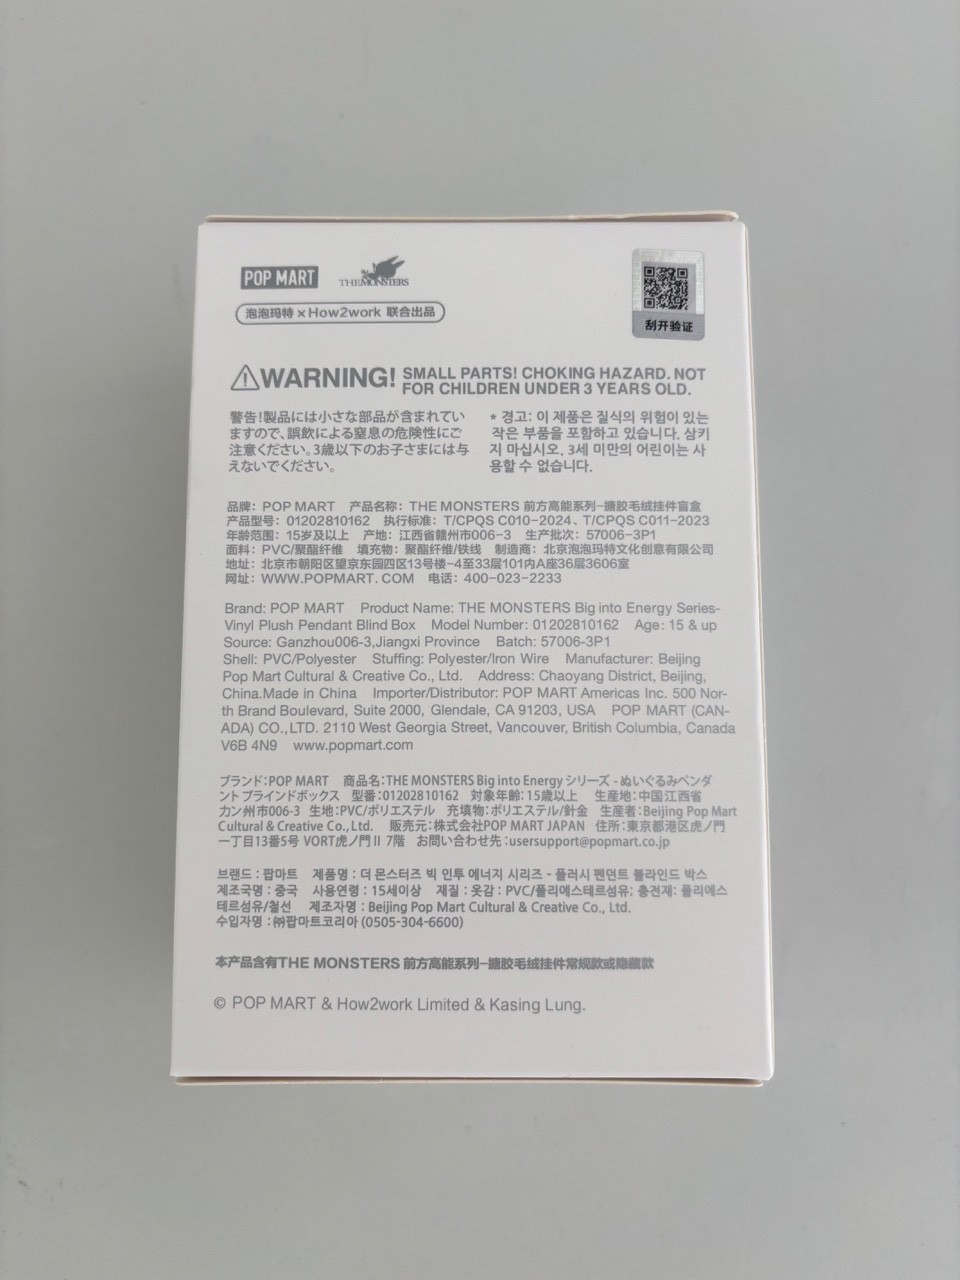 POP MART
THE MONSTERS
泡泡玛特 × How2work 联合出品
刮开验证
WARNING! SMALL PARTS! CHOKING HAZARD. NOT
FOR CHILDREN UNDER 3 YEARS OLD.
警告!製品には小さな部品が含まれてい
ますので、誤飲による窒息の危険性にご
注意ください。3歳以下のお子さまには与
えないでください。
* 경고: 이 제품은 질식의 위험이 있는
작은 부품을 포함하고 있습니다. 삼키
지 마십시오. 3세 미만의 어린이는 사
용할 수 없습니다.
品牌: POP MART 产品名称: THE MONSTERS 前方高能系列-搪胶毛绒挂件盲盒
产品型号: 01202810162 执行标准: T/CPQS C010-2024、T/CPQS C011-2023
年龄范围: 15岁及以上 产地: 江西省赣州市006-3 生产批次: 57006-3P1
面料: PVC/聚酯纤维 填充物: 聚酯纤维/铁线 制造商: 北京泡泡玛特文化创意有限公司
地址: 北京市朝阳区望京东园四区13号楼-4至33层101内A座36层3606室
网址: WWW.POPMART.COM 电话: 400-023-2233
Brand: POP MART Product Name: THE MONSTERS Big into Energy Series-
Vinyl Plush Pendant Blind Box Model Number: 01202810162 Age: 15 & up
Source: Ganzhou006-3,Jiangxi Province Batch: 57006-3P1
Shell: PVC/Polyester Stuffing: Polyester/Iron Wire Manufacturer: Beijing
Pop Mart Cultural & Creative Co., Ltd. Address: Chaoyang District, Beijing,
China.Made in China Importer/Distributor: POP MART Americas Inc. 500 Nor-
th Brand Boulevard, Suite 2000, Glendale, CA 91203, USA POP MART (CAN-
ADA) CO.,LTD. 2110 West Georgia Street, Vancouver, British Columbia, Canada
V6B 4N9 www.popmart.com
ブランド:POP MART 商品名:THE MONSTERS Big into Energy シリーズ - ぬいぐるみペンダ
ント ブラインドボックス 型番:01202810162 対象年齢:15歳以上 生産地:中国江西省
カン州市006-3 生地:PVC/ポリエステル 充填物:ポリエステル/針金 生産者:Beijing Pop Mart
Cultural & Creative Co., Ltd. 販売元:株式会社POP MART JAPAN 住所:東京都港区虎ノ門
一丁目13番5号 VORT虎ノ門Ⅱ 7階 お問い合わせ先:usersupport@popmart.co.jp
브랜드 : 팝마트 제품명 : 더 몬스터즈 빅 인투 에너지 시리즈 - 플러시 펜던트 블라인드 박스
제조국명 : 중국 사용연령 : 15세이상 재질 : 옷감 : PVC/폴리에스테르섬유; 충전재: 폴리에스
테르섬유/철선 제조자명 : Beijing Pop Mart Cultural & Creative Co., Ltd.
수입자명 : ㈜팝마트코리아 (0505-304-6600)
本产品含有THE MONSTERS 前方高能系列-搪胶毛绒挂件常规款或隐藏款
© POP MART & How2work Limited & Kasing Lung.